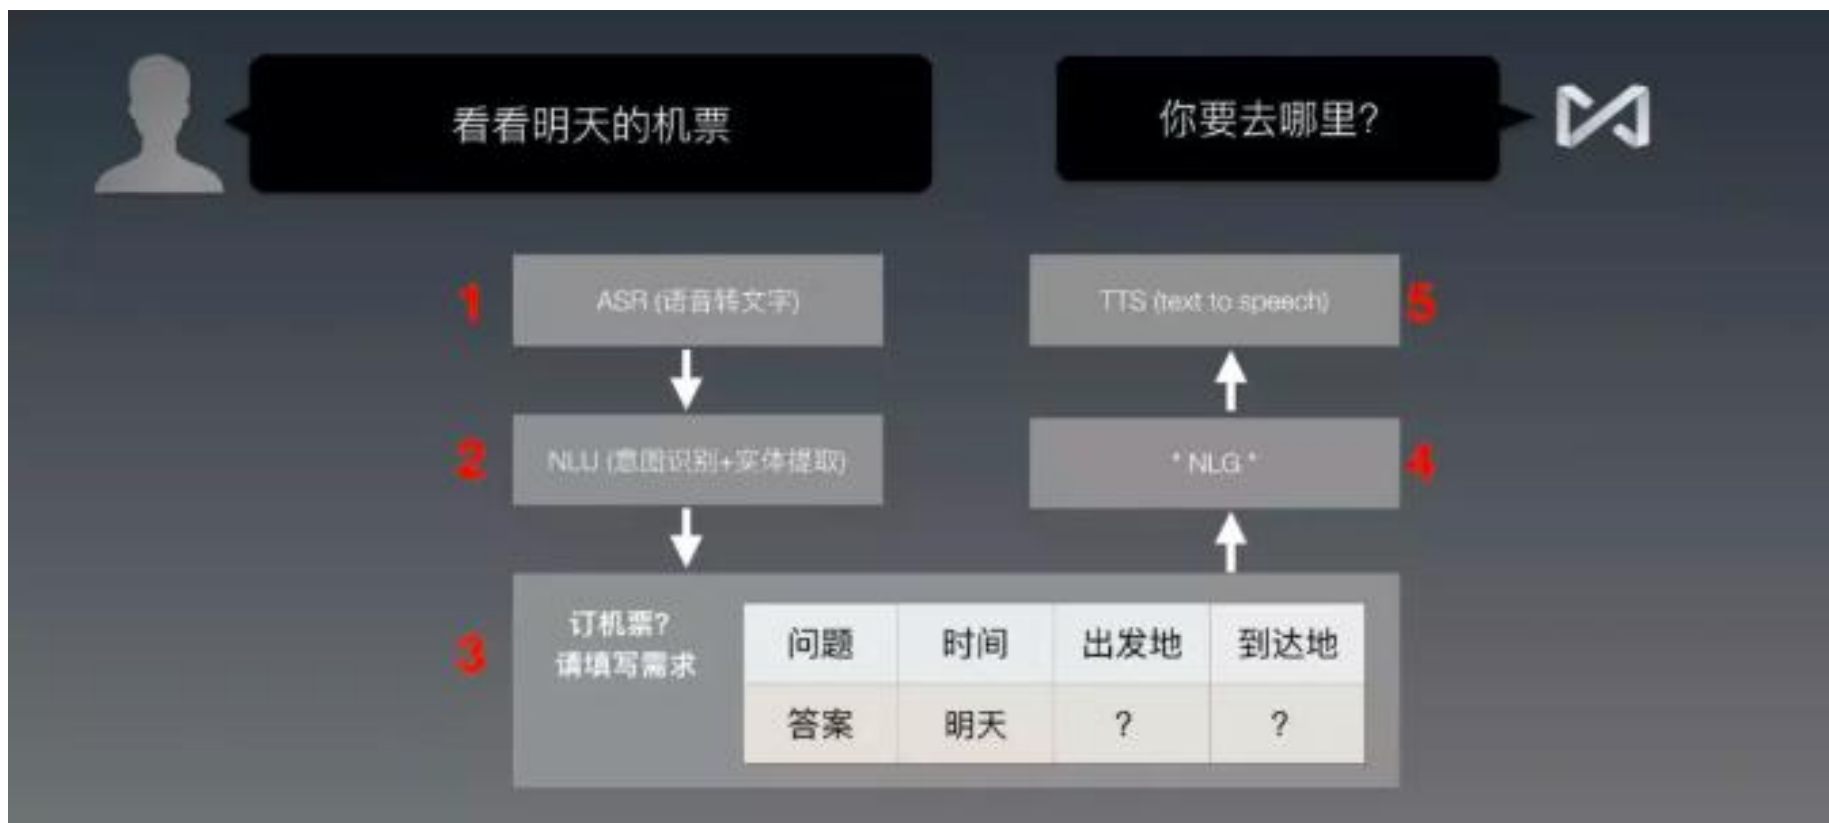 看看明天的机票
你要去哪里?
1
ASR (语音转文字)
TTS (text to speech)
5
2
NLU (意图识别+实体提取)
* NLG *
4
3
订机票?
请填写需求
问题 时间 出发地 到达地
答案 明天 ? ?